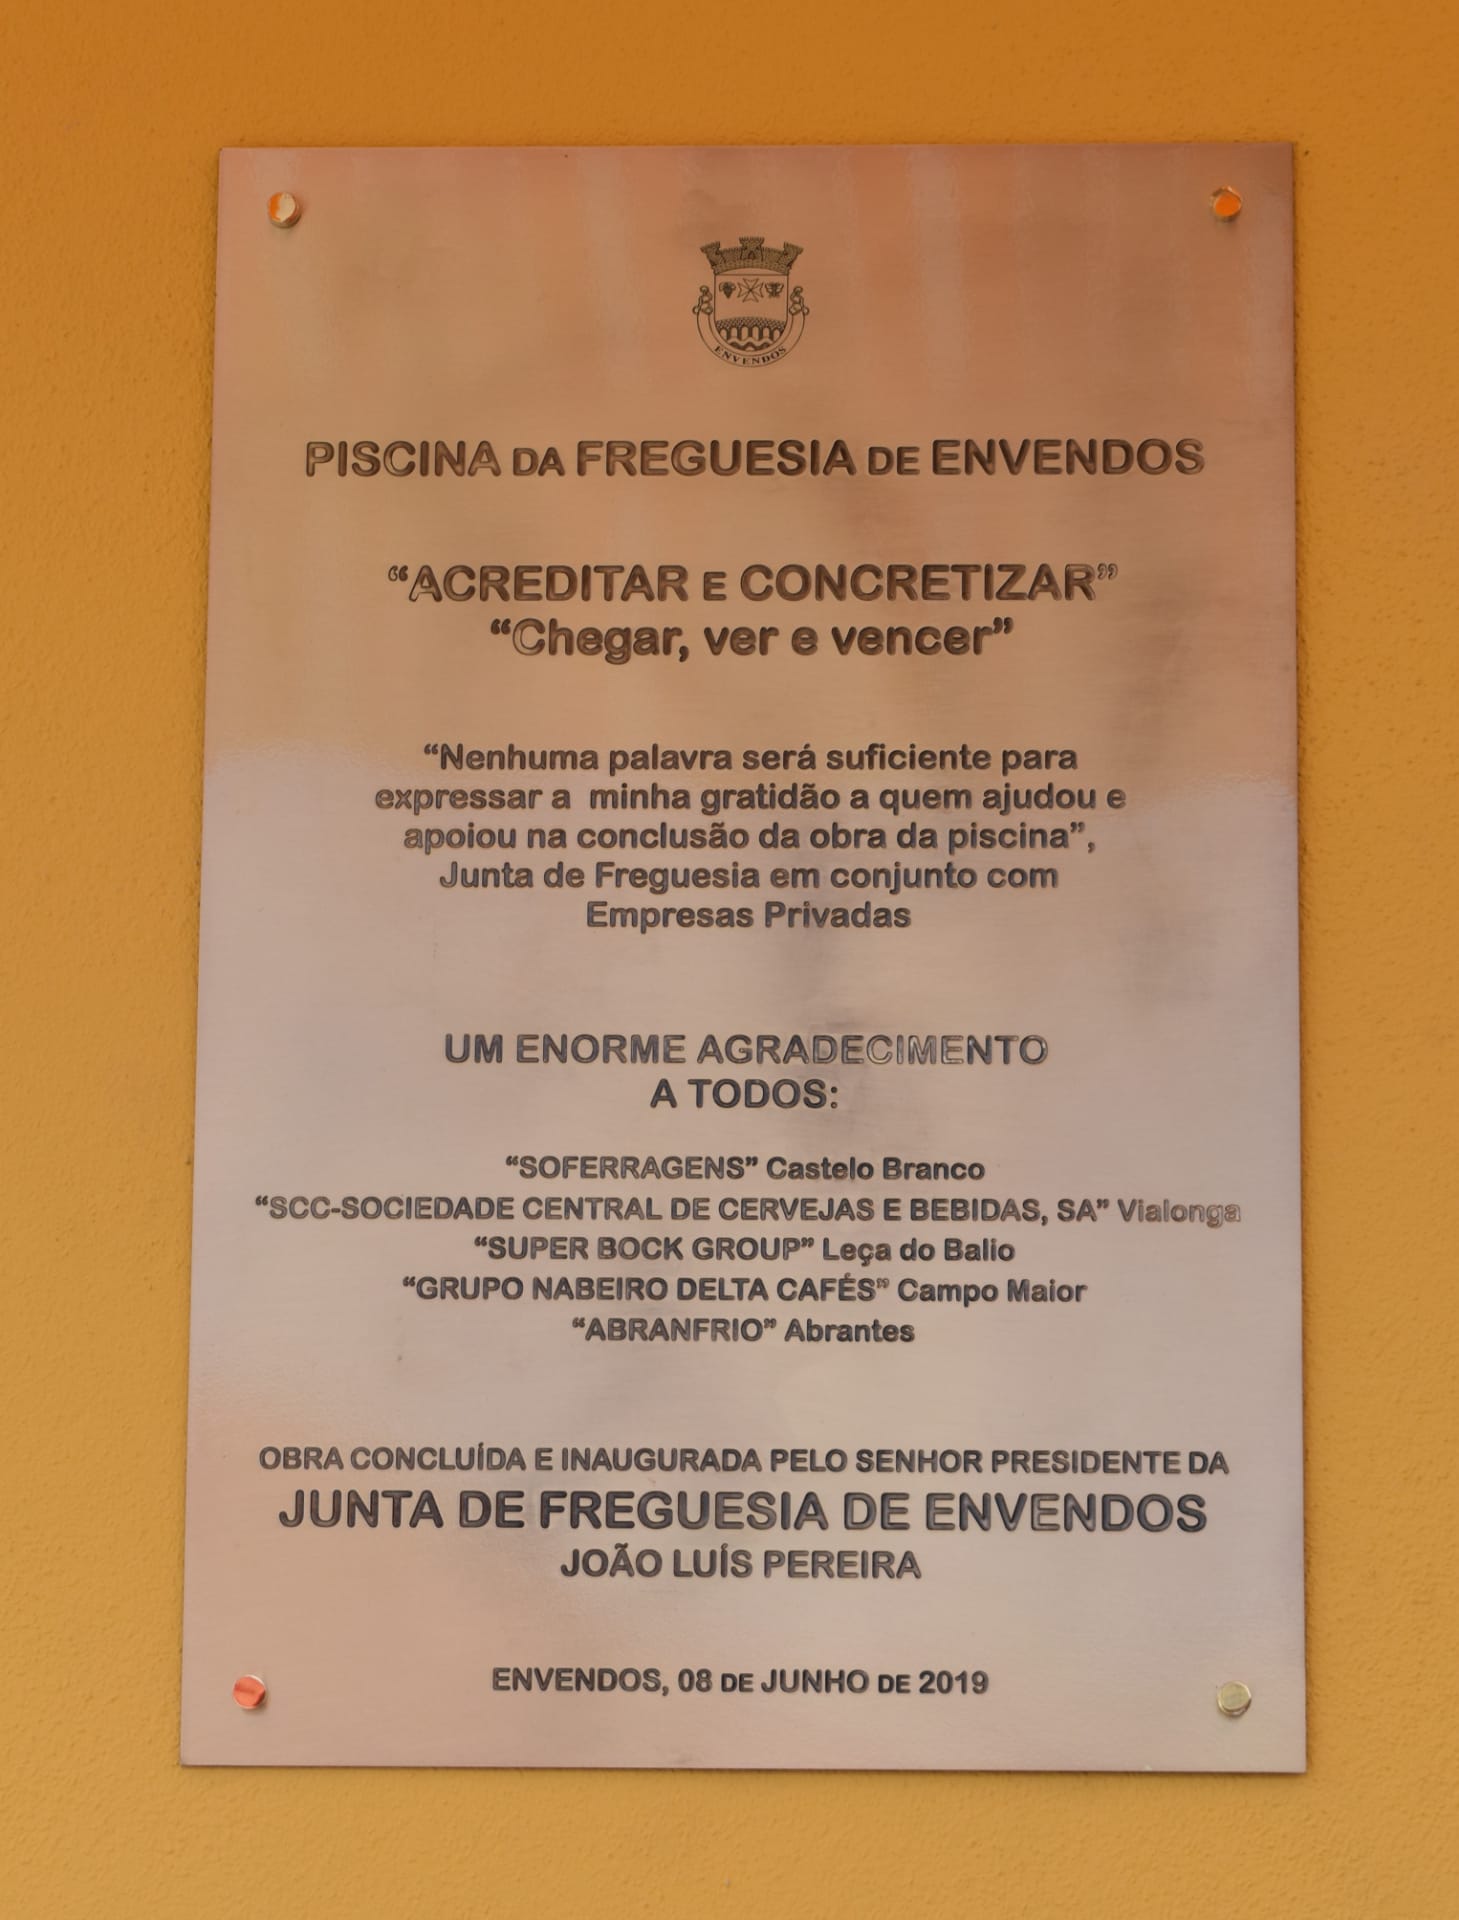 ENVENDOS
PISCINA DA FREGUESIA DE ENVENDOS
“ACREDITAR E CONCRETIZAR”
“Chegar, ver e vencer”
“Nenhuma palavra será suficiente para
expressar a  minha gratidão a quem ajudou e
apoiou na conclusão da obra da piscina”,
Junta de Freguesia em conjunto com
Empresas Privadas
UM ENORME AGRADECIMENTO
A TODOS:
“SOFERRAGENS” Castelo Branco
“SCC-SOCIEDADE CENTRAL DE CERVEJAS E BEBIDAS, SA” Vialonga
“SUPER BOCK GROUP” Leça do Balio
“GRUPO NABEIRO DELTA CAFÉS” Campo Maior
“ABRANFRIO” Abrantes
OBRA CONCLUÍDA E INAUGURADA PELO SENHOR PRESIDENTE DA
JUNTA DE FREGUESIA DE ENVENDOS
JOÃO LUÍS PEREIRA
ENVENDOS, 08 DE JUNHO DE 2019